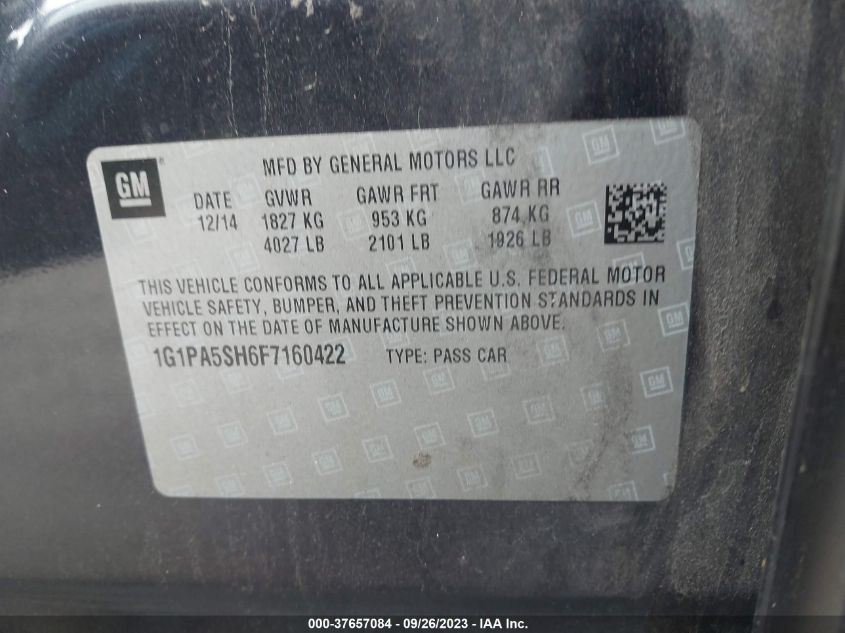 GM
MFD BY GENERAL MOTORS LLC
DATE GVWR GAWR FRT GAWR RR
12/14 1827 KG 953 KG 874 KG
4027 LB 2101 LB 1926 LB
THIS VEHICLE CONFORMS TO ALL APPLICABLE U.S. FEDERAL MOTOR
VEHICLE SAFETY, BUMPER, AND THEFT PREVENTION STANDARDS IN
EFFECT ON THE DATE OF MANUFACTURE SHOWN ABOVE.
1G1PA5SH6F7160422 TYPE: PASS CAR
000-37657084 - 09/26/2023 - © IAA Inc.